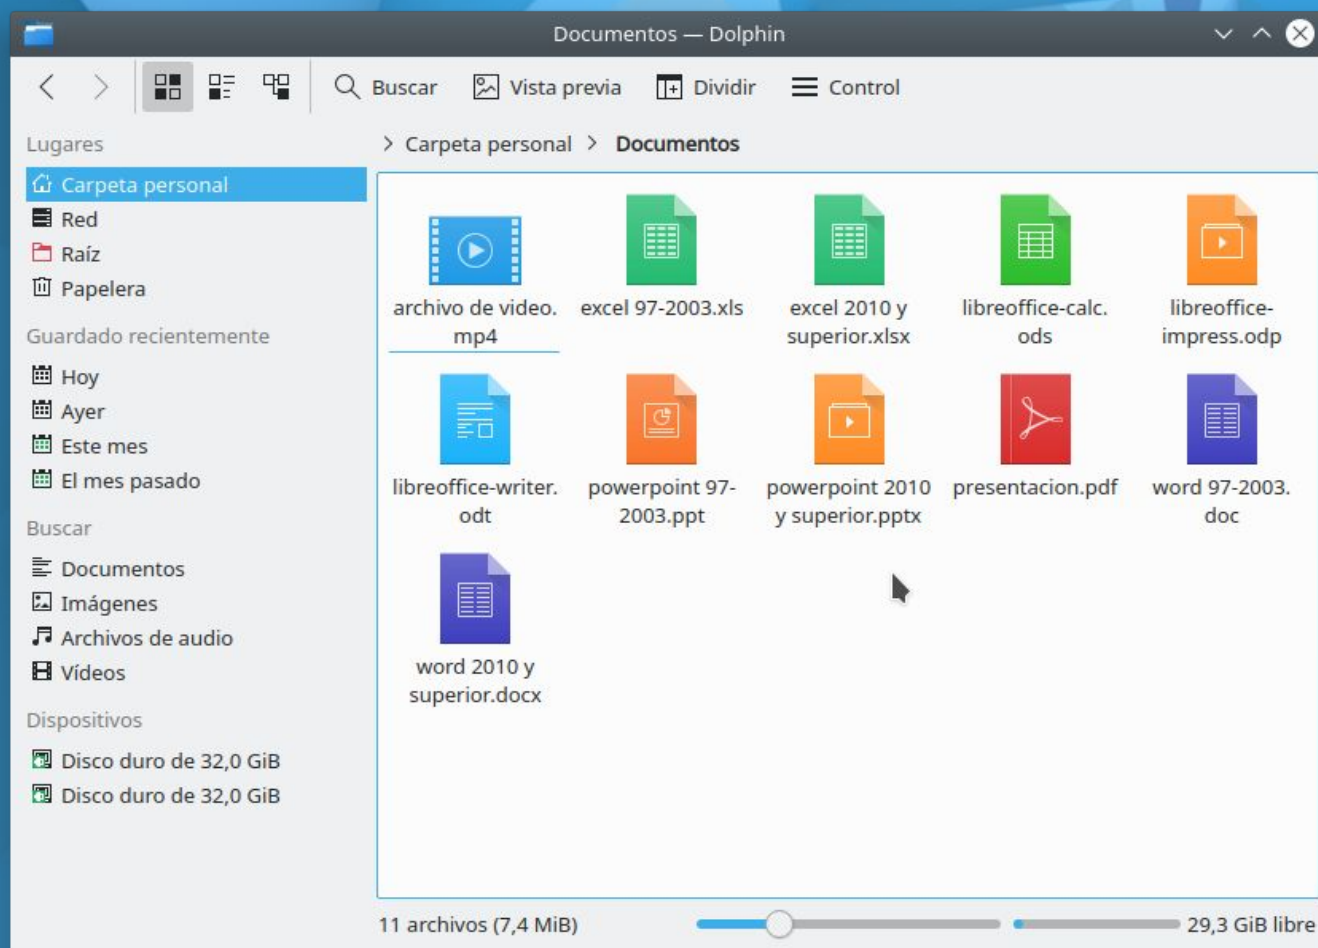 Documentos — Dolphin
Buscar Vista previa Dividir Control
Lugares
Carpeta personal
Red
Raíz
Papelera
Guardado recientemente
Hoy
Ayer
Este mes
El mes pasado
Buscar
Documentos
Imágenes
Archivos de audio
Vídeos
Dispositivos
Disco duro de 32,0 GiB
Disco duro de 32,0 GiB
> Carpeta personal > Documentos
archivo de video.
mp4
excel 97-2003.xls
excel 2010 y
superior.xlsx
libreoffice-calc.
ods
libreoffice-
impress.odp
libreoffice-writer.
odt
powerpoint 97-
2003.ppt
powerpoint 2010
y superior.pptx
presentacion.pdf
word 97-2003.
doc
word 2010 y
superior.docx
11 archivos (7,4 MiB)
29,3 GiB libre